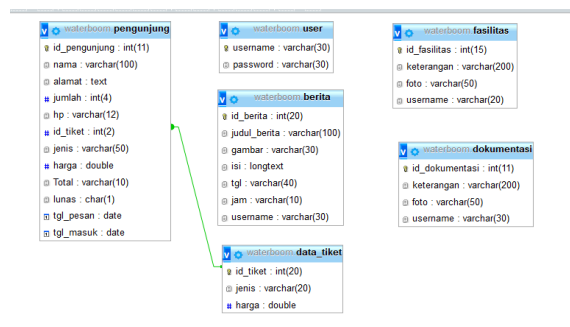 waterboom pengunjung
id_pengunjung : int(11)
nama : varchar(100)
alamat : text
jumlah : int(4)
hp : varchar(12)
id_tiket : int(2)
jenis : varchar(50)
harga : double
Total : varchar(10)
lunas : char(1)
tgl_pesan : date
tgl_masuk : date
waterboom user
username : varchar(30)
password : varchar(30)
waterboom berita
id_berita : int(20)
judul_berita : varchar(100)
gambar : varchar(30)
isi : longtext
tgl : varchar(40)
jam : varchar(10)
username : varchar(30)
waterboom data_tiket
id_tiket : int(20)
jenis : varchar(20)
harga : double
waterboom fasilitas
id_fasilitas : int(15)
keterangan : varchar(200)
foto : varchar(50)
username : varchar(20)
waterboom dokumentasi
id_dokumentasi : int(11)
keterangan : varchar(200)
foto : varchar(50)
username : varchar(30)